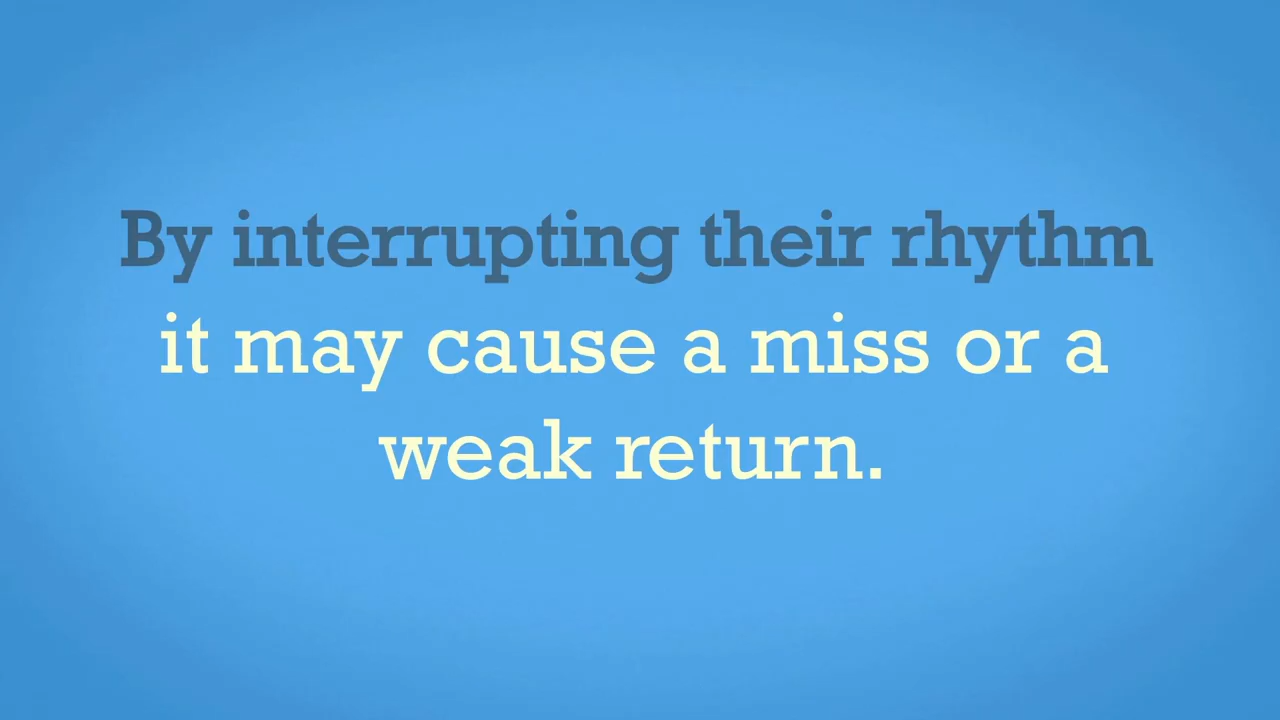 By interrupting their rhythm
it may cause a miss or a
weak return.